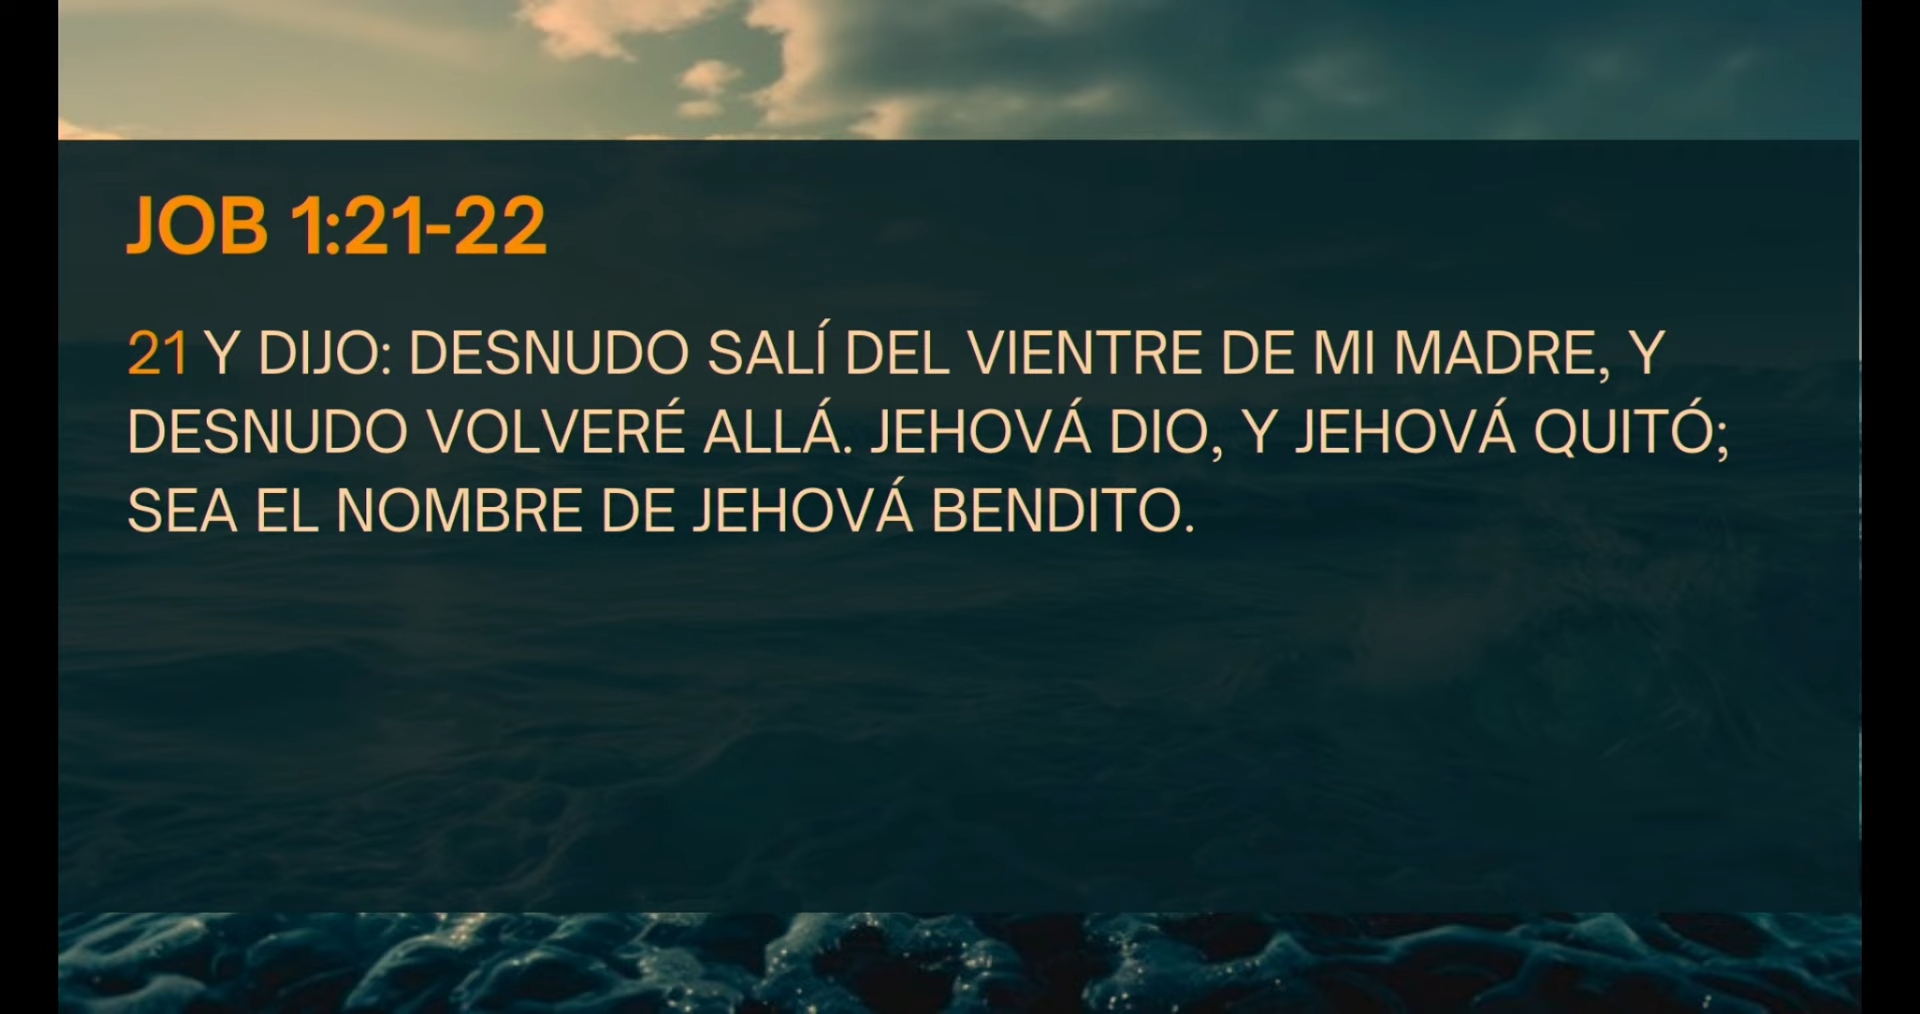 JOB 1:21-22
21 Y DIJO: DESNUDO SALÍ DEL VIENTRE DE MI MADRE, Y
DESNUDO VOLVERÉ ALLÁ. JEHOVÁ DIO, Y JEHOVÁ QUITÓ;
SEA EL NOMBRE DE JEHOVÁ BENDITO.